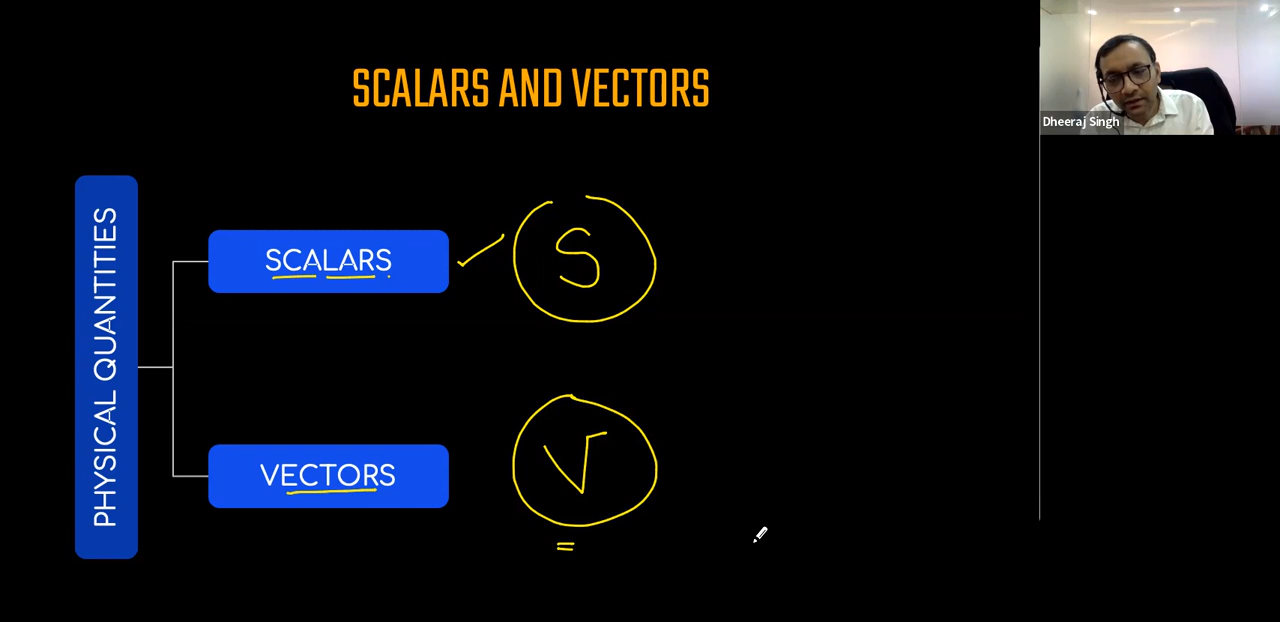 SCALARS AND VECTORS
Dheeraj Singh
PHYSICAL QUANTITIES
SCALARS
S
VECTORS
V
=